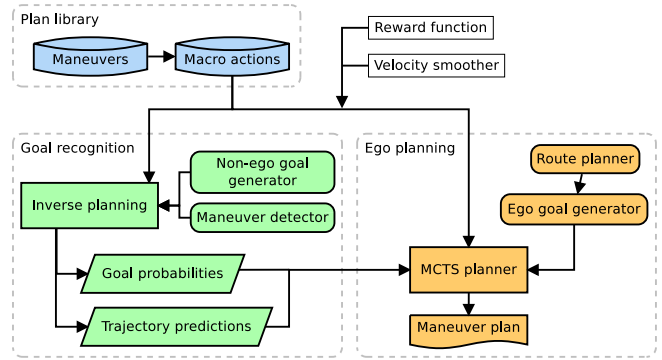 Plan library
Maneuvers
Macro actions
Reward function
Velocity smoother
Goal recognition
Non-ego goal
generator
Inverse planning
Maneuver detector
Goal probabilities
Trajectory predictions
Ego planning
Route planner
Ego goal generator
MCTS planner
Maneuver plan